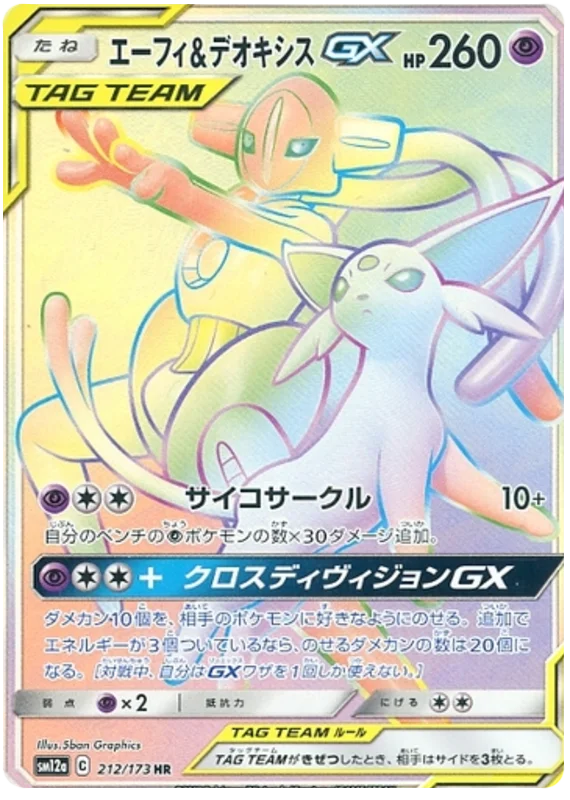 たね エーフィ&デオキシスGX HP260
TAG TEAM
サイコサークル 10+
自分のベンチのポケモンの数×30ダメージ追加。
+ クロスディヴィジョンGX
ダメカン10個を、相手のポケモンに好きなようにのせる。追加で
エネルギーが3個ついているなら、のせるダメカンの数は20個に
なる。[対戦中、自分はGXワザを1回しか使えない。]
弱点 ×2 抵抗力 にげる
TAG TEAM ルール
Illus.5ban Graphics
TAG TEAMがきぜつしたとき、相手はサイドを3枚とる。
sm12a C 212/173 HR